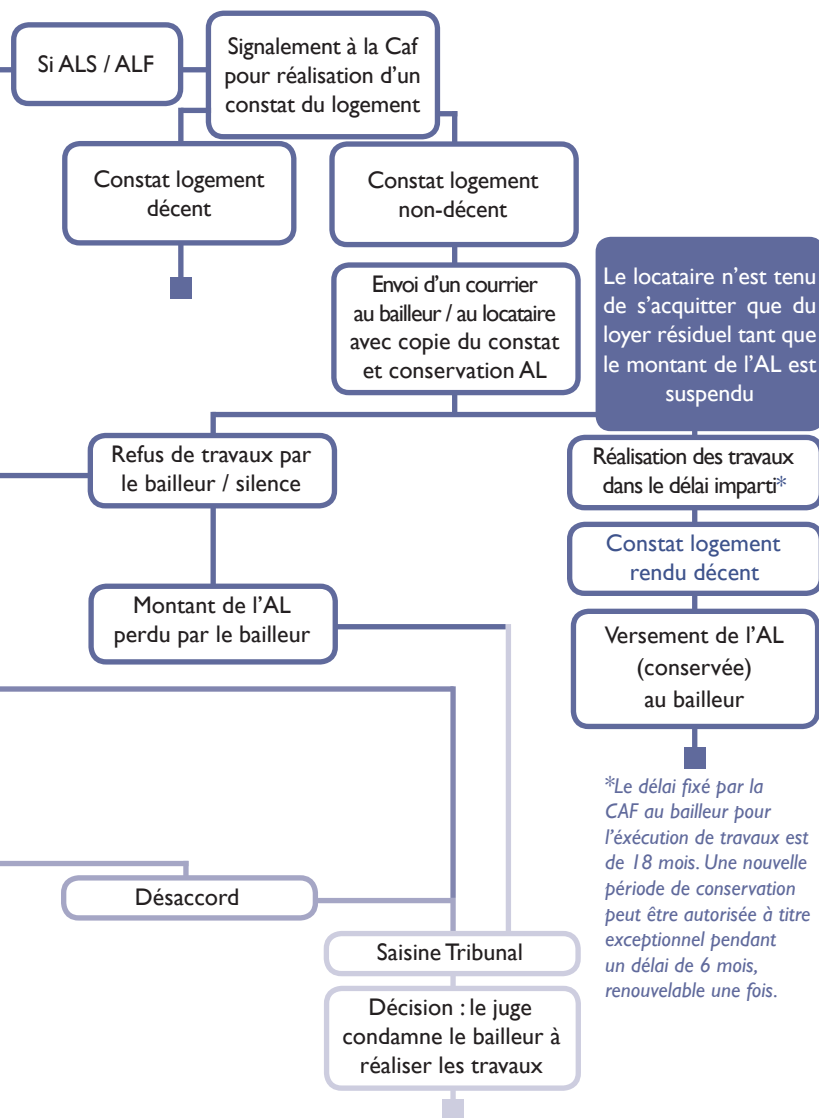 Si ALS / ALF
Signalement à la Caf
pour réalisation d'un
constat du logement
Constat logement
décent
Constat logement
non-décent
Envoi d'un courrier
au bailleur / au locataire
avec copie du constat
et conservation AL
Le locataire n'est tenu
de s'acquitter que du
loyer résiduel tant que
le montant de l'AL est
suspendu
Refus de travaux par
le bailleur / silence
Réalisation des travaux
dans le délai imparti*
Constat logement
rendu décent
Montant de l'AL
perdu par le bailleur
Versement de l'AL
(conservée)
au bailleur
*Le délai fixé par la
CAF au bailleur pour
l'éxécution de travaux est
de 18 mois. Une nouvelle
période de conservation
peut être autorisée à titre
exceptionnel pendant
un délai de 6 mois,
renouvelable une fois.
Désaccord
Saisine Tribunal
Décision : le juge
condamne le bailleur à
réaliser les travaux